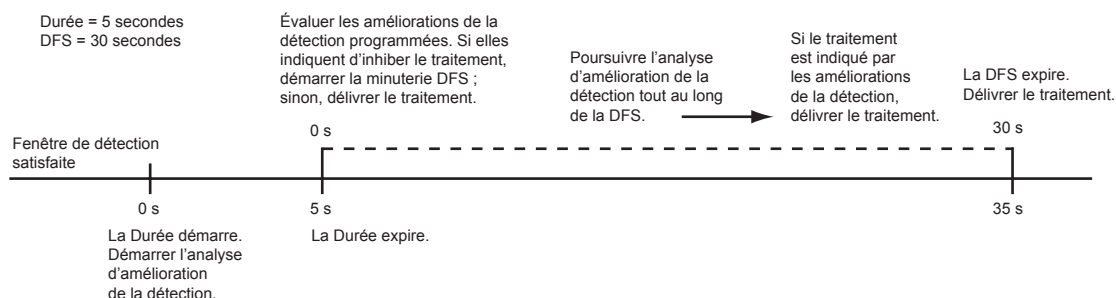 Durée = 5 secondes
DFS = 30 secondes
Évaluer les améliorations de la
détection programmées. Si elles
indiquent d’inhiber le traitement,
démarrer la minuterie DFS ;
sinon, délivrer le traitement.
Poursuivre l’analyse
d’amélioration de la
détection tout au long
de la DFS.
Si le traitement
est indiqué par
les améliorations
de la détection,
délivrer le traitement.
La DFS expire.
Délivrer le traitement.
Fenêtre de détection
satisfaite
0 s
30 s
0 s
5 s
35 s
La Durée démarre.
Démarrer l’analyse
d’amélioration
de la détection.
La Durée expire.